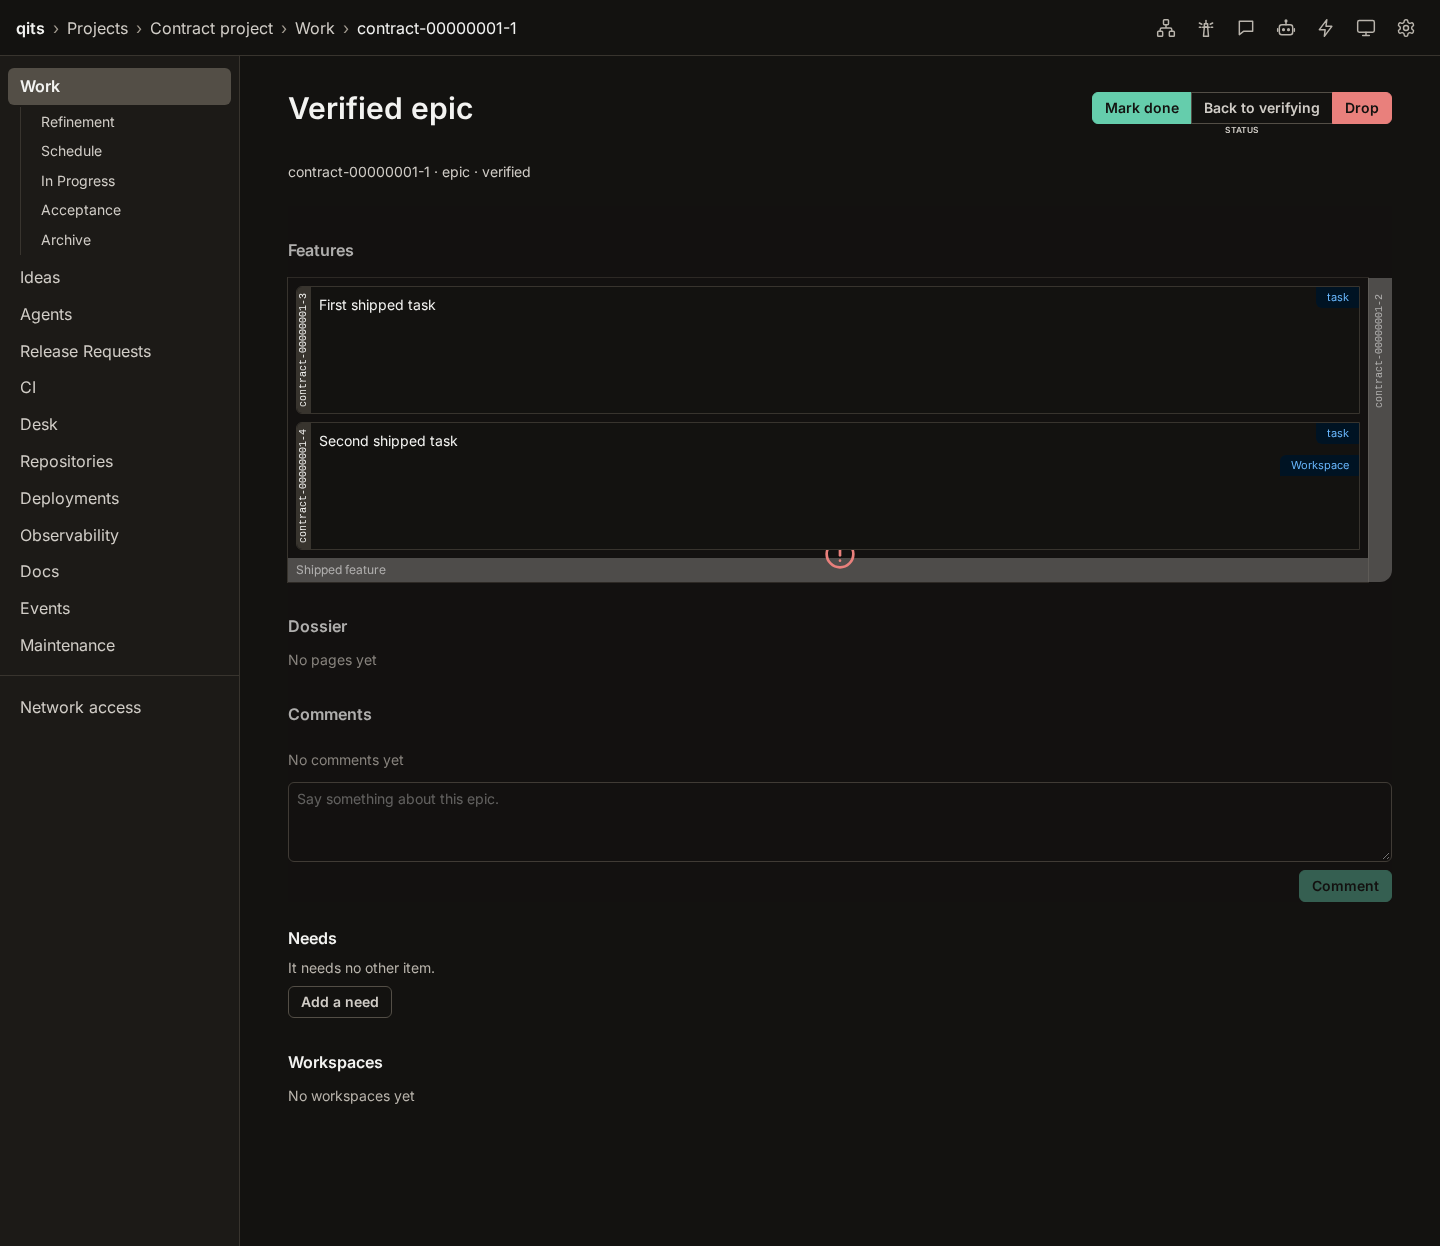 qits › Projects › Contract project › Work › contract-00000001-1
Work
Refinement
Schedule
In Progress
Acceptance
Archive
Ideas
Agents
Release Requests
CI
Desk
Repositories
Deployments
Observability
Docs
Events
Maintenance
Network access
Verified epic
Mark done
Back to verifying
Drop
STATUS
contract-00000001-1 · epic · verified
Features
contract-00000001-3
First shipped task
task
contract-00000001-2
contract-00000001-4
Second shipped task
task
Workspace
Shipped feature
Dossier
No pages yet
Comments
No comments yet
Say something about this epic.
Comment
Needs
It needs no other item.
Add a need
Workspaces
No workspaces yet